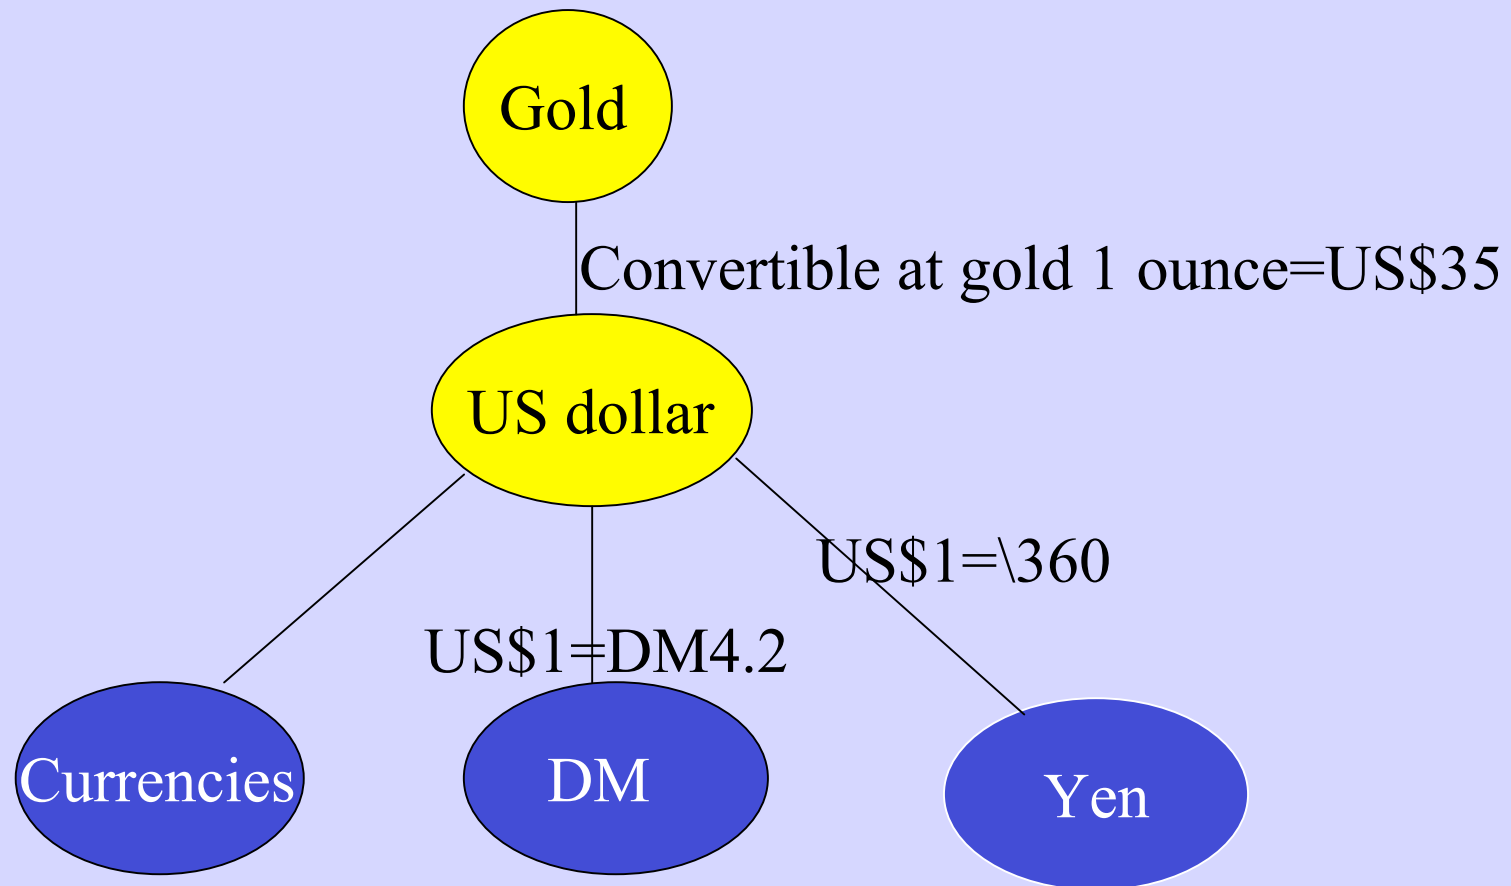 Gold
Convertible at gold 1 ounce=US$35
US dollar
US$1=\360
US$1=DM4.2
Currencies
DM
Yen